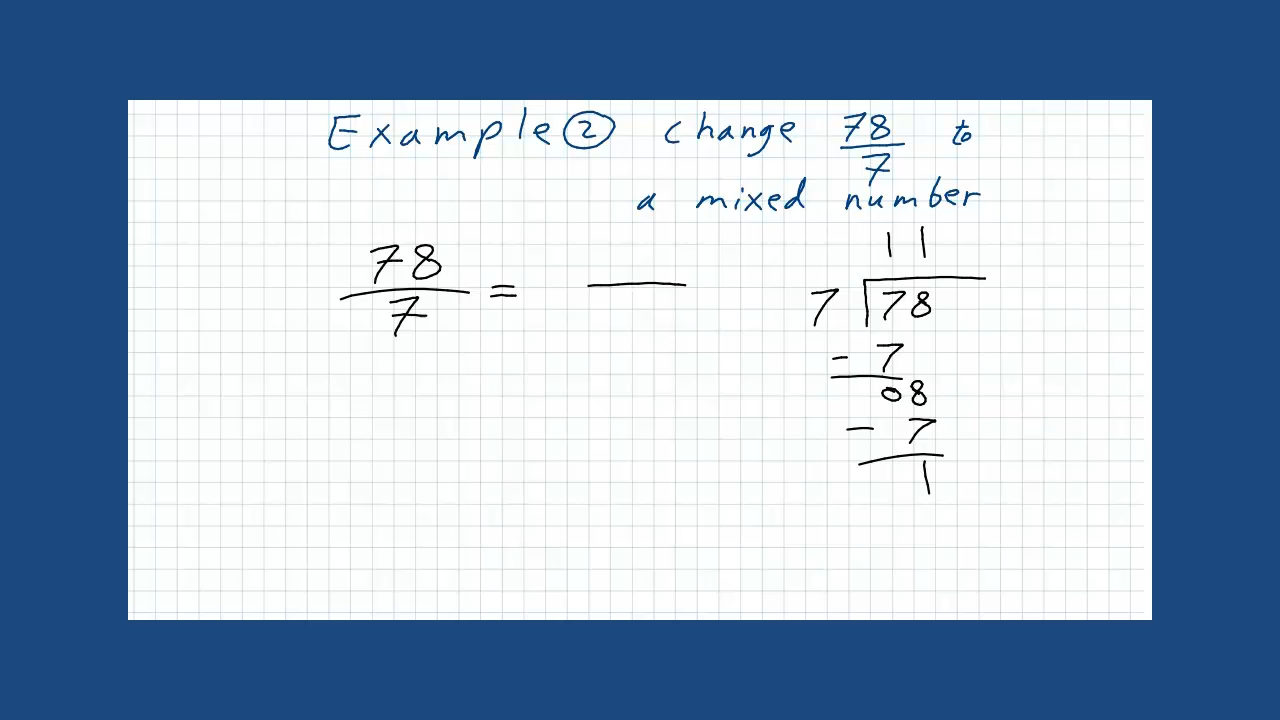 Example ② change 78/7 to
a mixed number
11
78/7 = 7 78
- 7
08
- 7
1